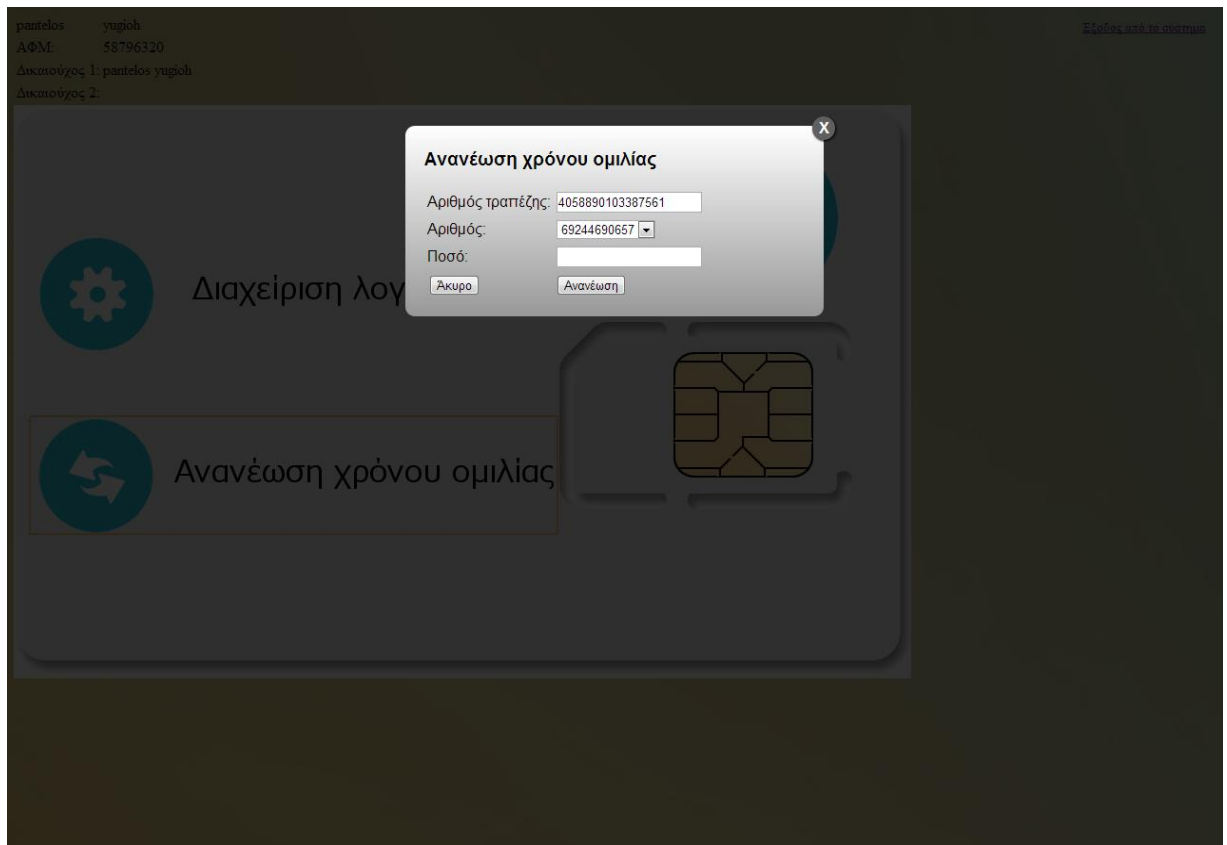 pantelos yugioh
ΑΦΜ: 58796320
Δικαιούχος 1: pantelos yugioh
Δικαιούχος 2:
Έξοδος από το σύστημα
X
Ανανέωση χρόνου ομιλίας
Αριθμός τραπέζης: 4058890103387561
Αριθμός: 69244690657
Ποσό:
Άκυρο Ανανέωση
Διαχείριση λογ
Ανανέωση χρόνου ομιλίας